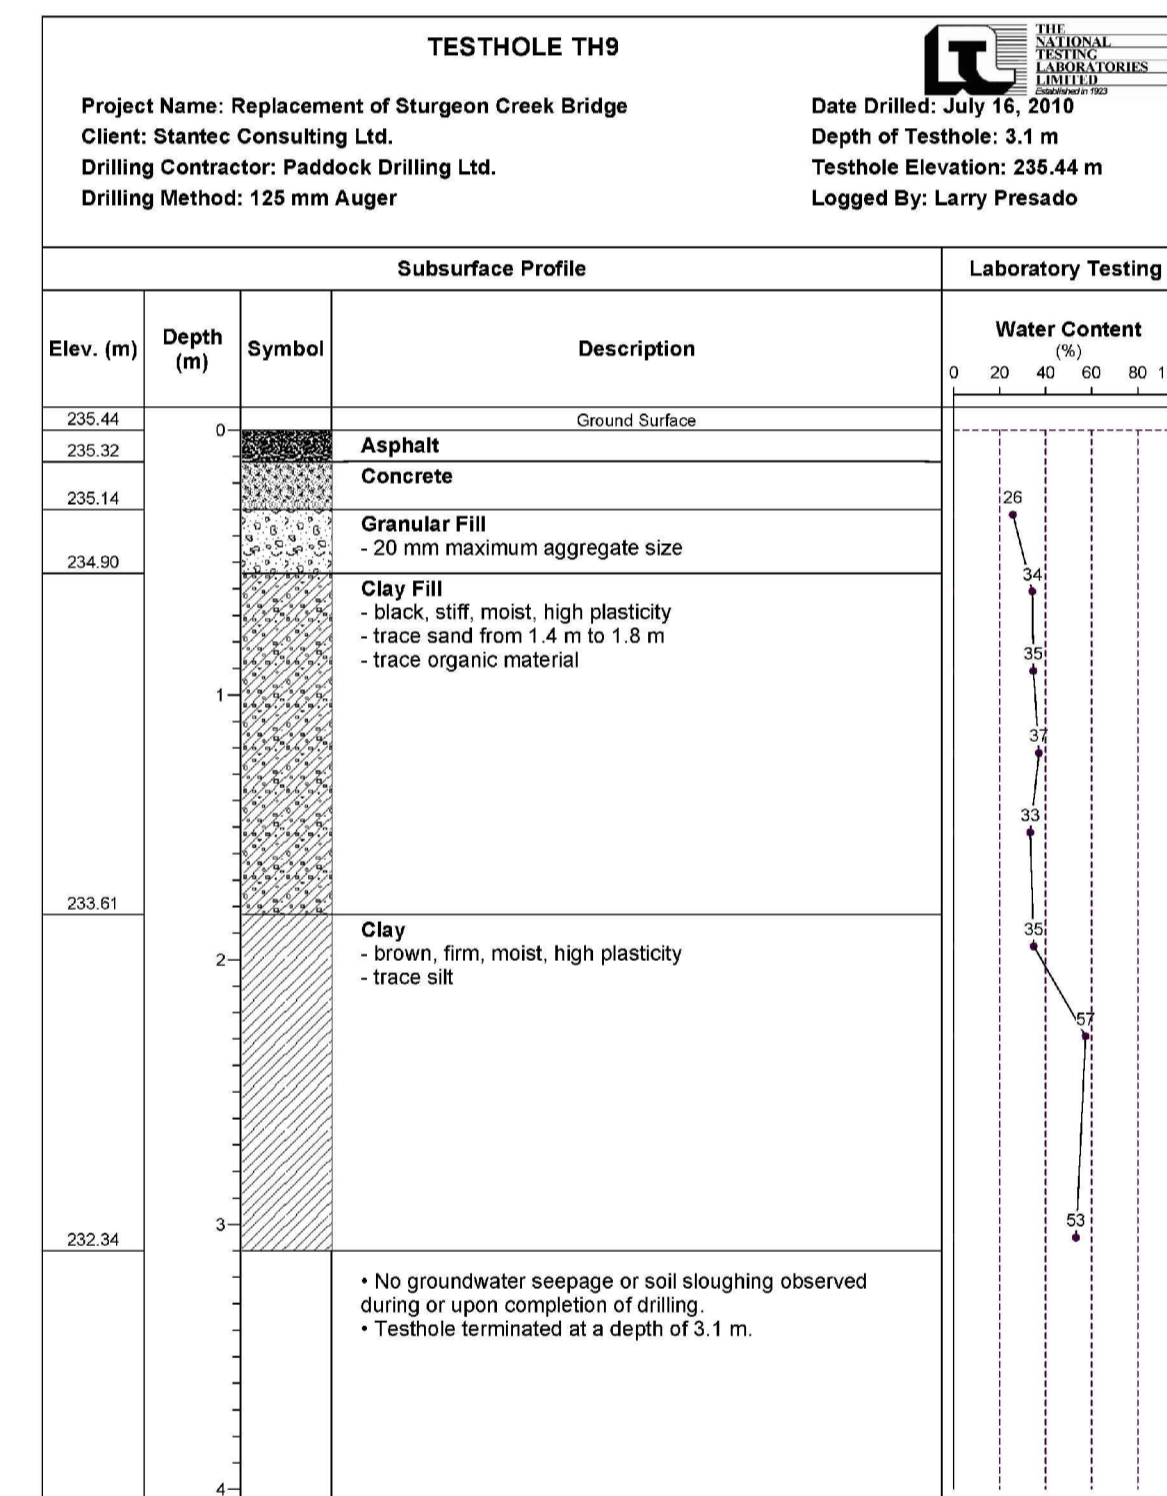 TESTHOLE TH9
THE
NATIONAL
TESTING
LABORATORIES
LIMITED
Established in 1923
Project Name: Replacement of Sturgeon Creek Bridge
Client: Stantec Consulting Ltd.
Drilling Contractor: Paddock Drilling Ltd.
Drilling Method: 125 mm Auger
Date Drilled: July 16, 2010
Depth of Testhole: 3.1 m
Testhole Elevation: 235.44 m
Logged By: Larry Presado
Subsurface Profile
Laboratory Testing
Elev. (m)
Depth
(m)
Symbol
Description
Water Content
(%)
0 20 40 60 80 1
235.44
Ground Surface
0
235.32
Asphalt
Concrete
235.14
26
Granular Fill
- 20 mm maximum aggregate size
234.90
34
Clay Fill
- black, stiff, moist, high plasticity
- trace sand from 1.4 m to 1.8 m
- trace organic material
35
1
37
33
233.61
Clay
- brown, firm, moist, high plasticity
- trace silt
35
2
57
3
53
232.34
• No groundwater seepage or soil sloughing observed
during or upon completion of drilling.
• Testhole terminated at a depth of 3.1 m.
4